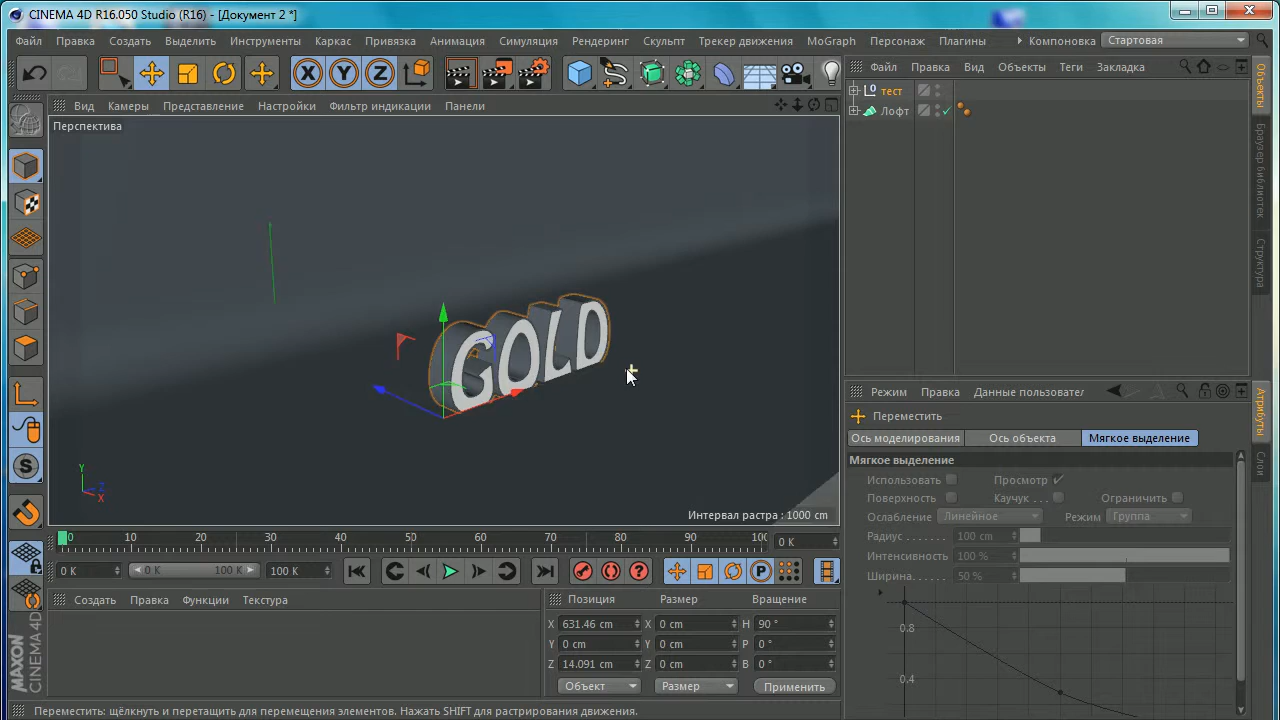 CINEMA 4D R16.050 Studio (R16) - [Документ 2 *]
Файл Правка Создать Выделить Инструменты Каркас Привязка Анимация Симуляция Рендеринг Скульпт Трекер движения MoGraph Персонаж Плагины Компоновка Стартовая
X Y Z
Файл Правка Вид Объекты Теги Закладка
Вид Камеры Представление Настройки Фильтр индикации Панели
Перспектива
0 тест
Лофт
Объекты
Браузер библиотек
Структура
GOLD
Y
Z
X
Интервал растра : 1000 cm
S
Режим Правка Данные пользовател
Переместить
Ось моделирования Ось объекта Мягкое выделение
Мягкое выделение
Использовать Просмотр
Поверхность Каучук . . . Ограничить
Ослабление Линейное Режим Группа
Радиус . . . . . . . 100 cm
Интенсивность 100 %
Ширина. . . . . . 50 %
0.8
0.4
Атрибуты
Слои
0 10 20 30 40 50 60 70 80 90 100 0 K
0 K 0 K 100 K 100 K
P
Создать Правка Функции Текстура
Позиция Размер Вращение
X 631.46 cm X 0 cm H 90 °
Y 0 cm Y 0 cm P 0 °
Z 14.091 cm Z 0 cm B 0 °
Объект Размер Применить
MAXON
CINEMA 4D
Переместить: щёлкнуть и перетащить для перемещения элементов. Нажать SHIFT для растрирования движения.